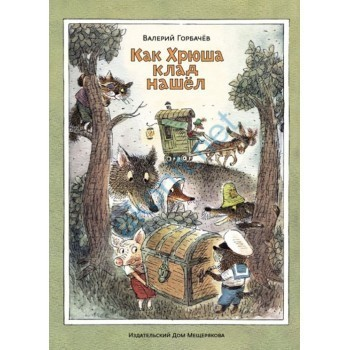 Валерий Горбачёв
Как Хрюша
клад
нашёл
Издательский Дом Мещерякова